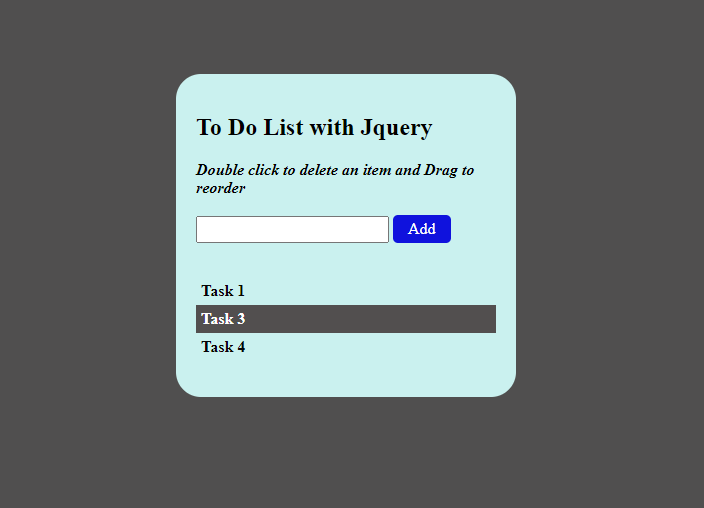 To Do List with Jquery
Double click to delete an item and Drag to
reorder
Add
Task 1
Task 3
Task 4